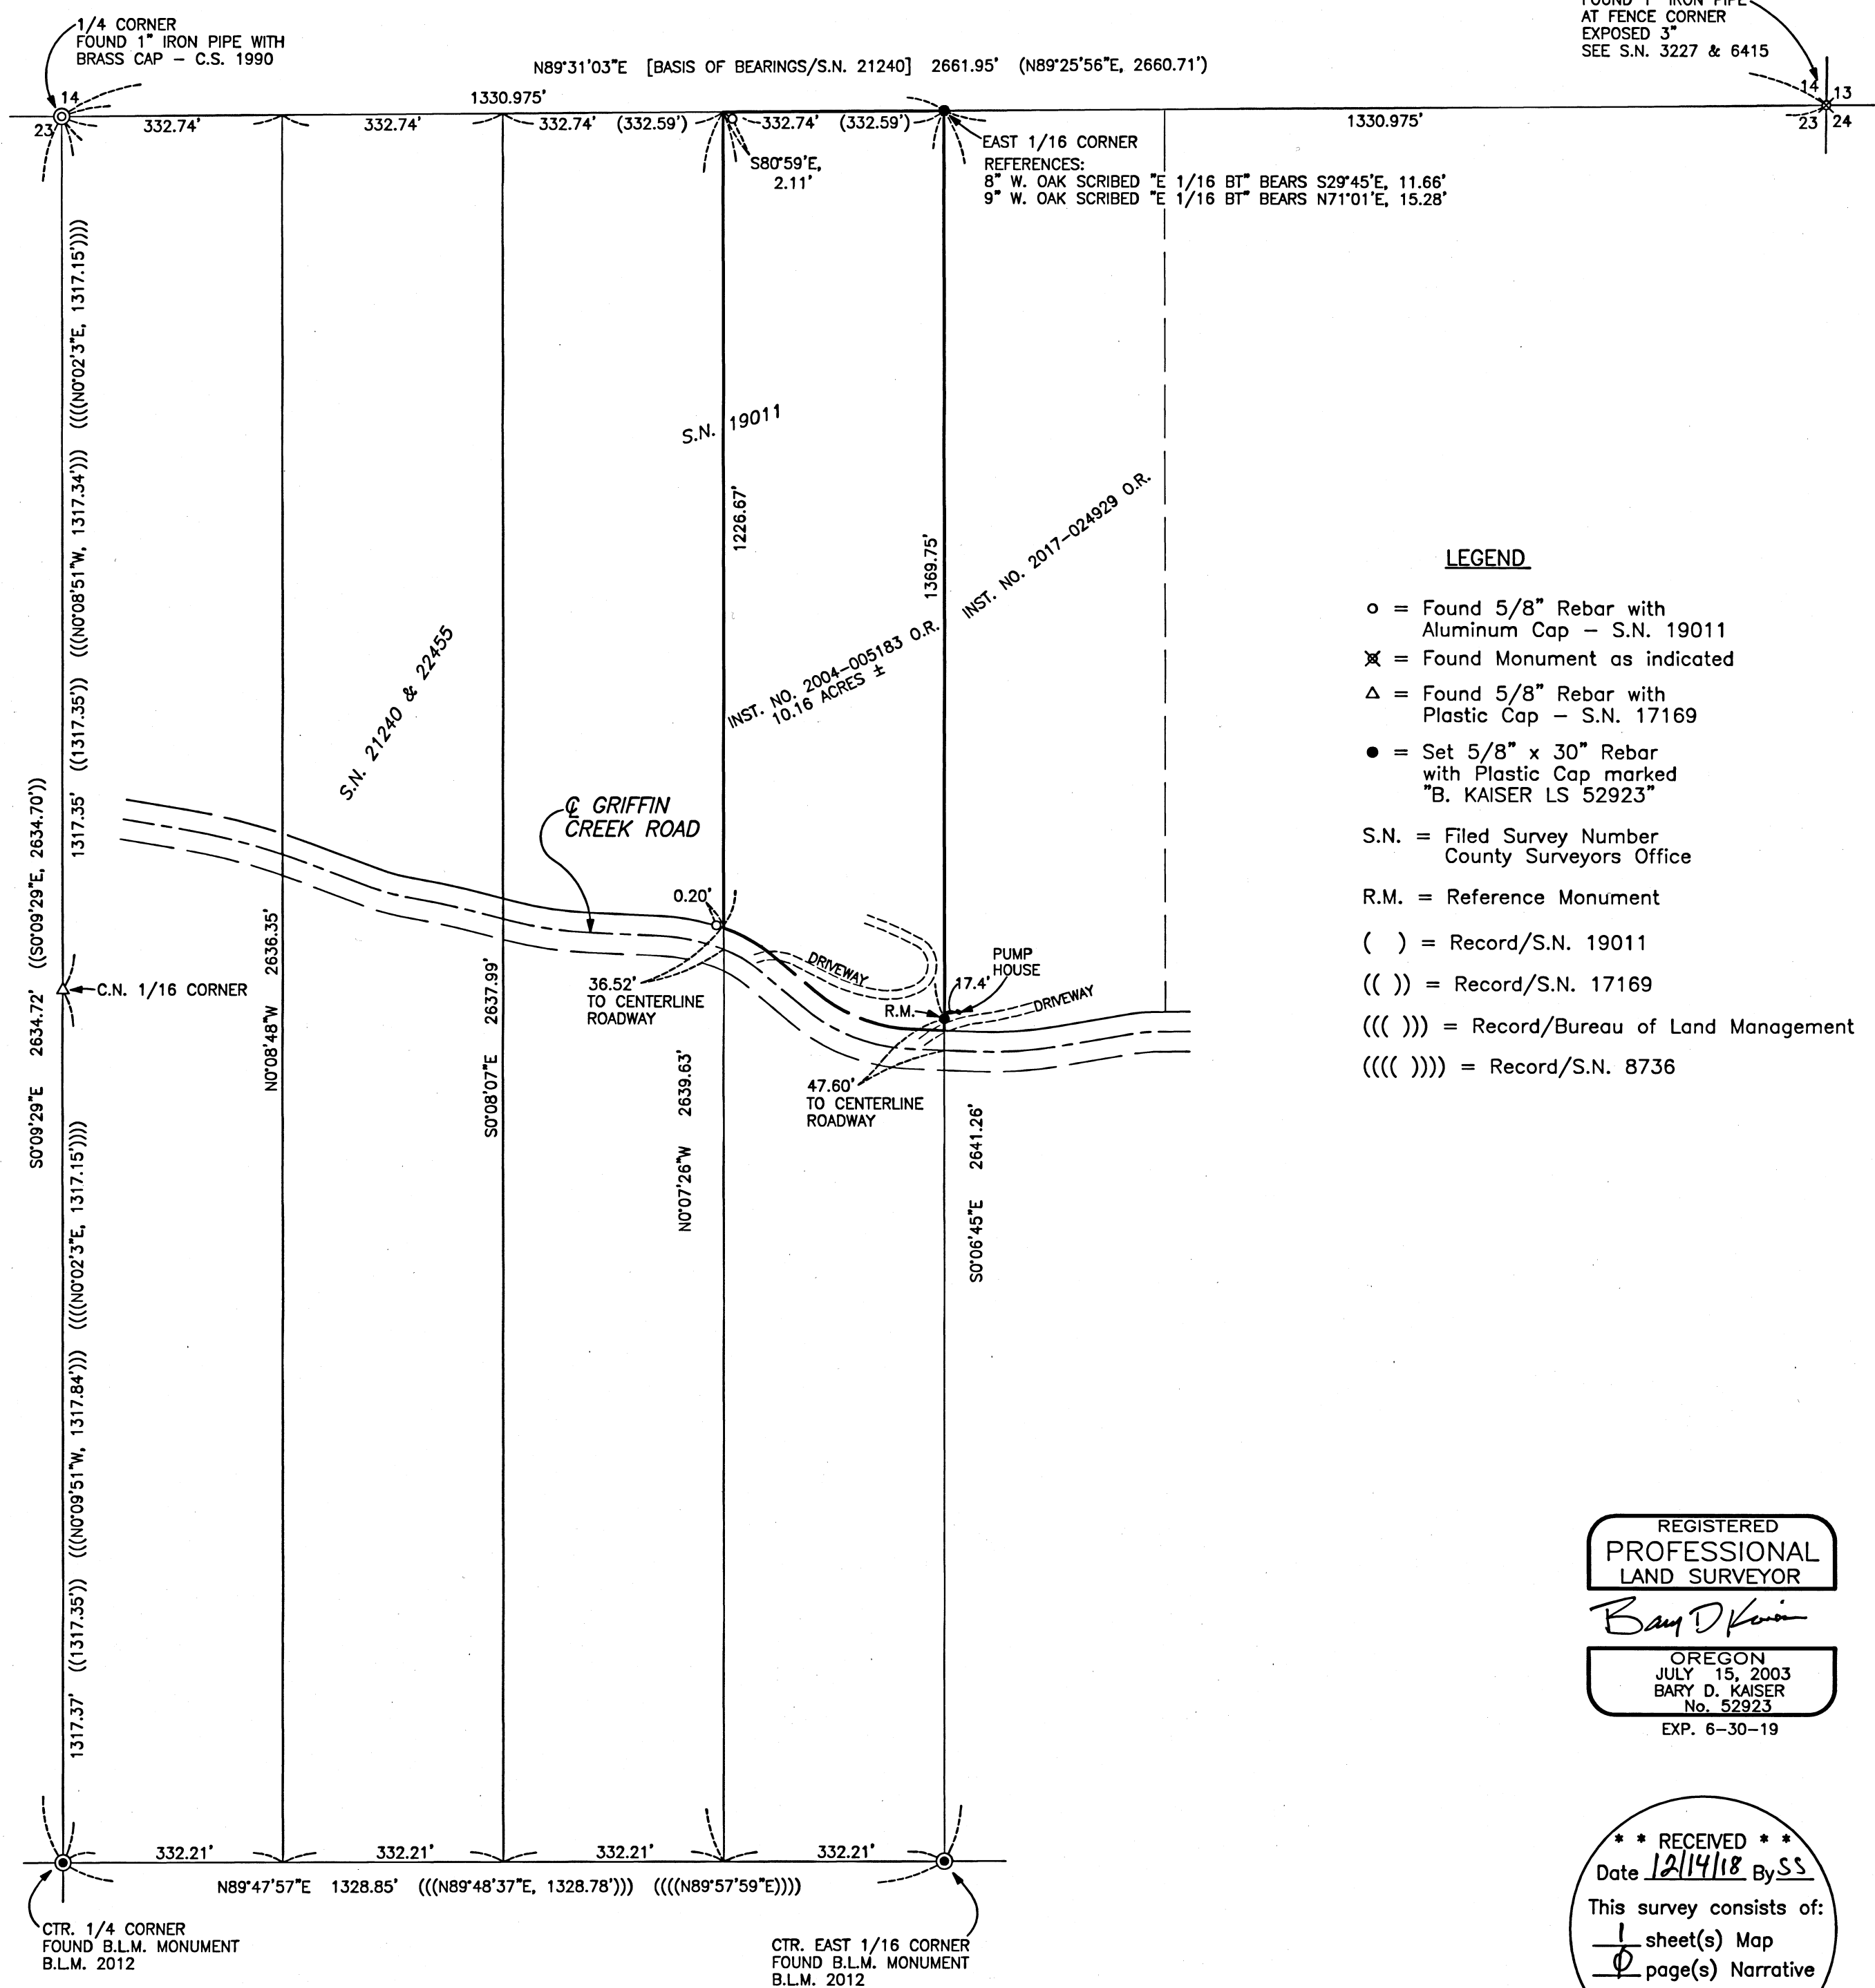 1/4 CORNER
FOUND 1" IRON PIPE WITH
BRASS CAP – C.S. 1990
N89°31'03"E [BASIS OF BEARINGS/S.N. 21240] 2661.95' (N89°25'56"E, 2660.71')
FOUND 1" IRON PIPE
AT FENCE CORNER
EXPOSED 3"
SEE S.N. 3227 & 6415
14
23
1330.975'
332.74'
332.74'
332.74' (332.59')
332.74' (332.59')
1330.975'
14 13
23 24
S80°59'E,
2.11'
EAST 1/16 CORNER
REFERENCES:
8" W. OAK SCRIBED "E 1/16 BT" BEARS S29°45'E, 11.66'
9" W. OAK SCRIBED "E 1/16 BT" BEARS N71°01'E, 15.28'
S0°09'29"E 2634.72' ((S0°09'29"E, 2634.70'))
1317.35' ((1317.35')) (((N0°08'51"W, 1317.34'))) ((((N0°02'3"E, 1317.15'))))
1317.37' ((1317.35')) (((N0°09'51"W, 1317.84'))) ((((N0°02'3"E, 1317.15'))))
C.N. 1/16 CORNER
N0°08'48"W 2636.35'
S.N. 21240 & 22455
S0°08'07"E 2637.99'
S.N. 19011
1226.67'
1369.75'
INST. NO. 2004–005183 O.R.
10.16 ACRES ±
INST. NO. 2017–024929 O.R.
℄ GRIFFIN
CREEK ROAD
0.20'
36.52'
TO CENTERLINE
ROADWAY
DRIVEWAY
PUMP
HOUSE
17.4'
R.M.
DRIVEWAY
47.60'
TO CENTERLINE
ROADWAY
N0°07'26"W 2639.63'
S0°06'45"E 2641.26'
LEGEND
○ = Found 5/8" Rebar with
Aluminum Cap – S.N. 19011
= Found Monument as indicated
△ = Found 5/8" Rebar with
Plastic Cap – S.N. 17169
● = Set 5/8" x 30" Rebar
with Plastic Cap marked
"B. KAISER LS 52923"
S.N. = Filed Survey Number
County Surveyors Office
R.M. = Reference Monument
( ) = Record/S.N. 19011
(( )) = Record/S.N. 17169
((( ))) = Record/Bureau of Land Management
(((( )))) = Record/S.N. 8736
REGISTERED
PROFESSIONAL
LAND SURVEYOR
Bary D Kaiser
OREGON
JULY 15, 2003
BARY D. KAISER
No. 52923
EXP. 6–30–19
332.21'
332.21'
332.21'
332.21'
N89°47'57"E 1328.85' (((N89°48'37"E, 1328.78'))) ((((N89°57'59"E))))
CTR. 1/4 CORNER
FOUND B.L.M. MONUMENT
B.L.M. 2012
CTR. EAST 1/16 CORNER
FOUND B.L.M. MONUMENT
B.L.M. 2012
* * RECEIVED * *
Date 12/14/18 By SS
This survey consists of:
1 sheet(s) Map
0 page(s) Narrative